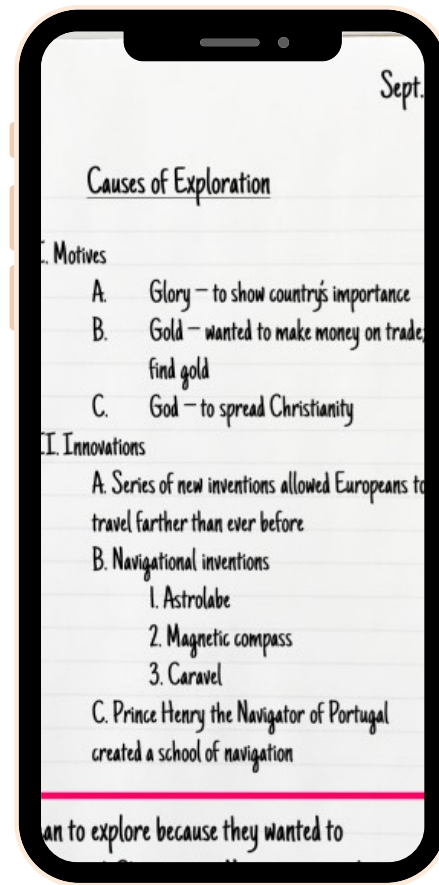 Sept.
Causes of Exploration
I. Motives
A. Glory – to show country's importance
B. Gold – wanted to make money on trade;
find gold
C. God – to spread Christianity
II. Innovations
A. Series of new inventions allowed Europeans to
travel farther than ever before
B. Navigational inventions
1. Astrolabe
2. Magnetic compass
3. Caravel
C. Prince Henry the Navigator of Portugal
created a school of navigation
an to explore because they wanted to